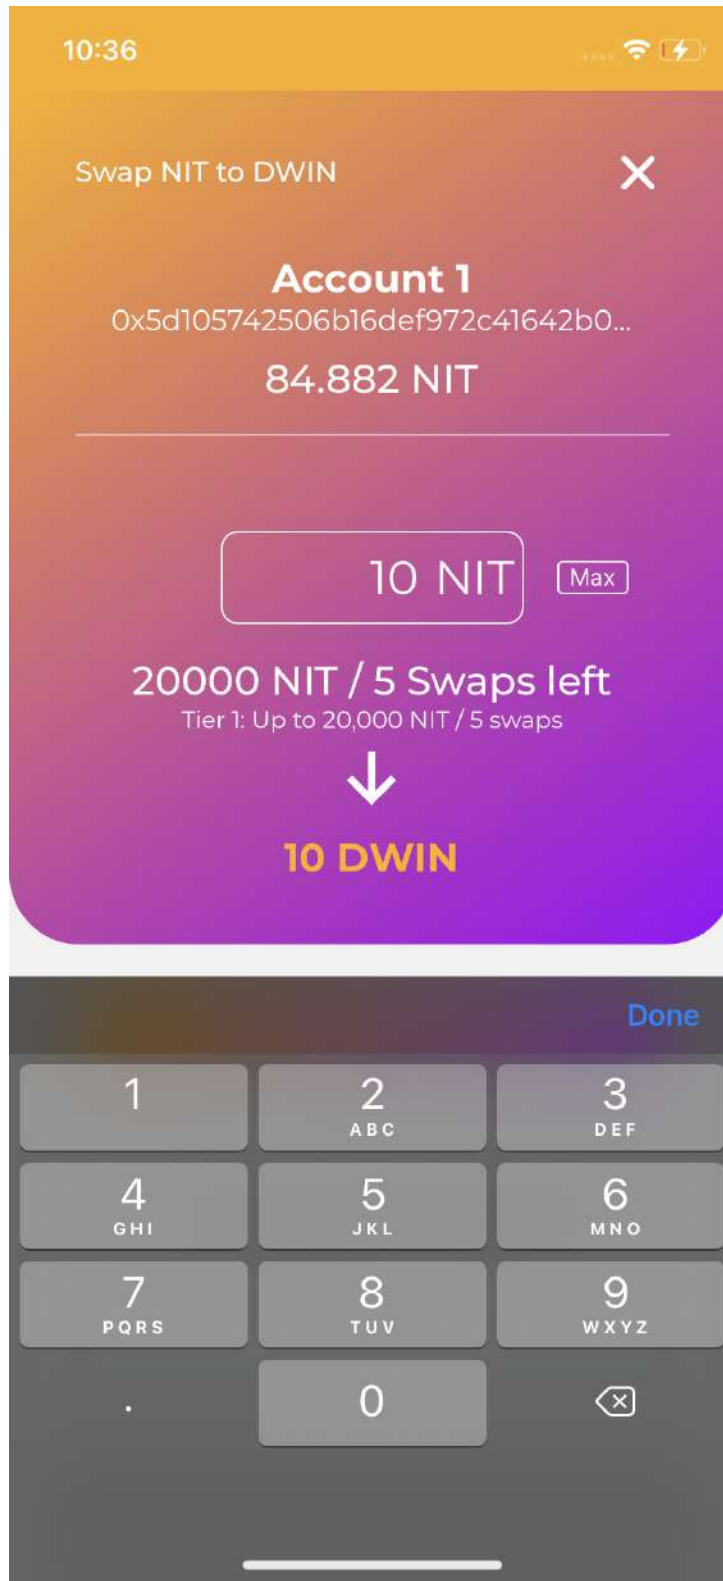 10:36
Swap NIT to DWIN
Account 1
0x5d105742506b16def972c41642b0...
84.882 NIT
10 NIT
Max
20000 NIT / 5 Swaps left
Tier 1: Up to 20,000 NIT / 5 swaps
10 DWIN
Done
1
2
ABC
3
DEF
4
GHI
5
JKL
6
MNO
7
PQRS
8
TUV
9
WXYZ
.
0